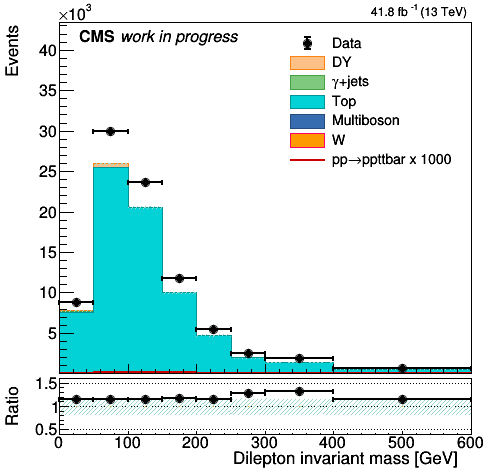 ×10³
41.8 fb⁻¹ (13 TeV)
CMS work in progress
Events
Data
DY
γ+jets
Top
Multiboson
W
pp→ppttbar x 1000
40
35
30
25
20
15
10
5
Ratio
1.5
1
0.5
0 100 200 300 400 500 600
Dilepton invariant mass [GeV]